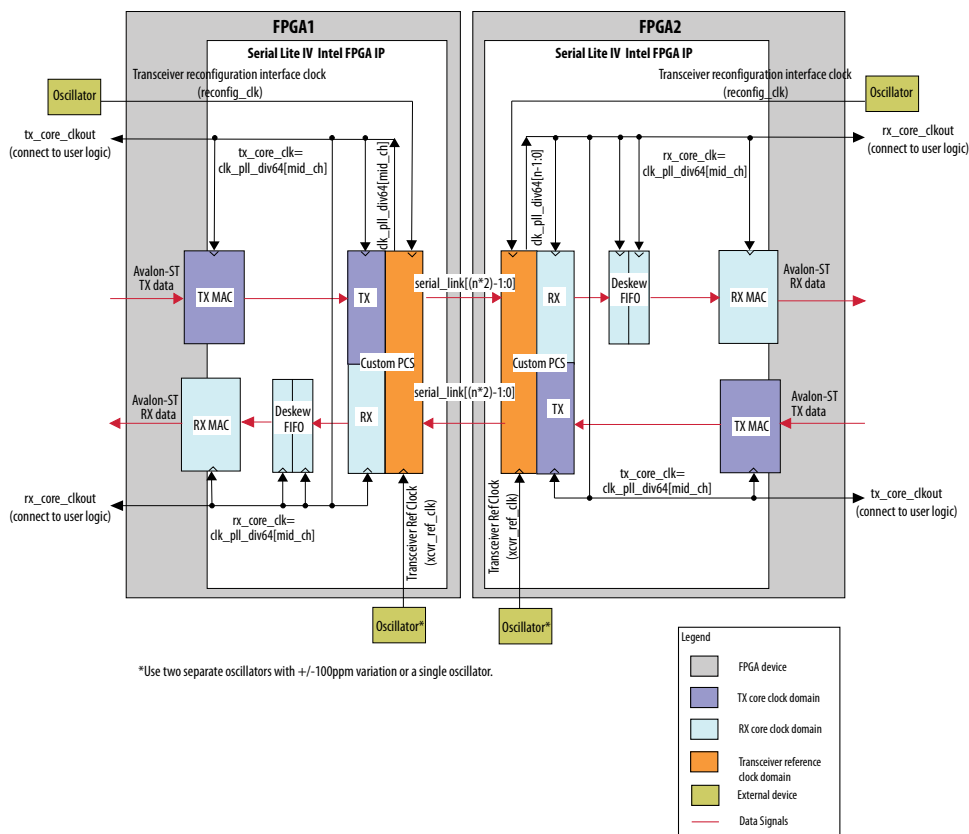 FPGA1
FPGA2
Serial Lite IV Intel FPGA IP
Serial Lite IV Intel FPGA IP
Oscillator
Transceiver reconfiguration interface clock
(reconfig_clk)
Transceiver reconfiguration interface clock
(reconfig_clk)
Oscillator
tx_core_clkout
(connect to user logic)
tx_core_clk=
clk_pll_div64[mid_ch]
clk_pll_div64[mid_ch]
clk_pll_div64[n-1:0]
rx_core_clk=
clk_pll_div64[mid_ch]
rx_core_clkout
(connect to user logic)
Avalon-ST
TX data
TX MAC
TX
serial_link[(n*2)-1:0]
RX
Deskew
FIFO
RX MAC
Avalon-ST
RX data
Custom PCS
Custom PCS
Avalon-ST
RX data
RX MAC
Deskew
FIFO
RX
serial_link[(n*2)-1:0]
TX
TX MAC
Avalon-ST
TX data
rx_core_clkout
(connect to user logic)
rx_core_clk=
clk_pll_div64[mid_ch]
Transceiver Ref Clock
(xcvr_ref_clk)
Transceiver Ref Clock
(xcvr_ref_clk)
tx_core_clk=
clk_pll_div64[mid_ch]
tx_core_clkout
(connect to user logic)
Oscillator*
Oscillator*
*Use two separate oscillators with +/-100ppm variation or a single oscillator.
Legend
FPGA device
TX core clock domain
RX core clock domain
Transceiver reference
clock domain
External device
Data Signals